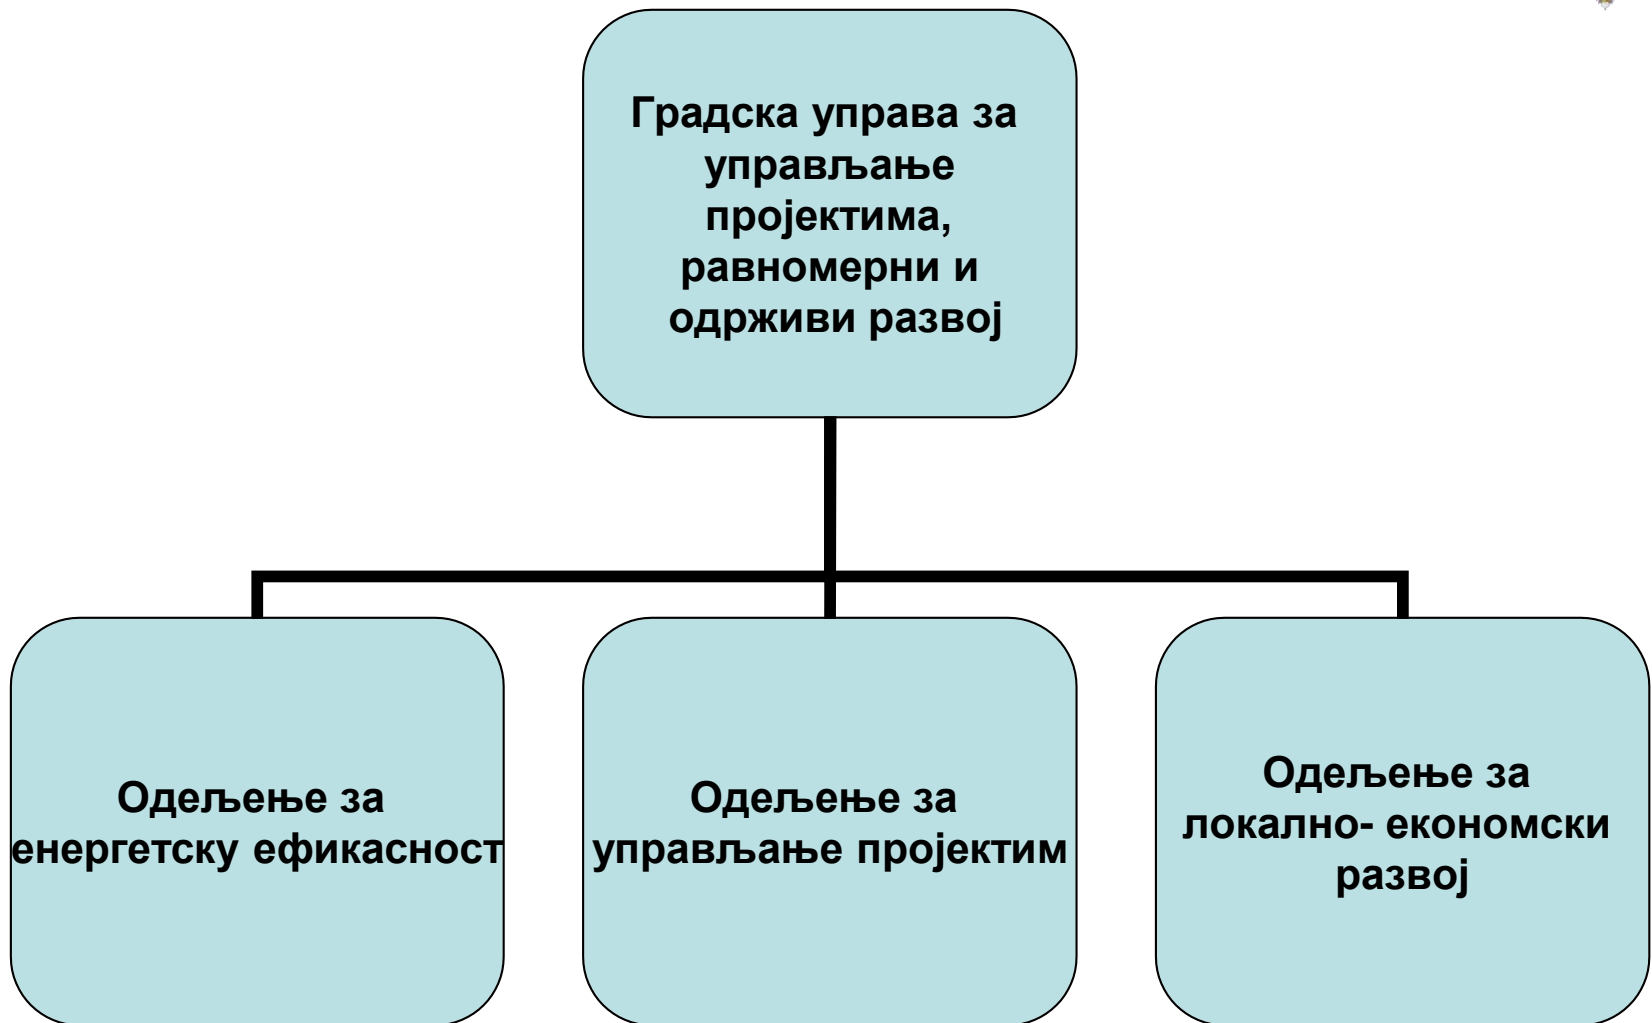 Градска управа за
управљање
пројектима,
равномерни и
одрживи развој
Одељење за
енергетску ефикасност
Одељење за
управљање пројектим
Одељење за
локално- економски
развој